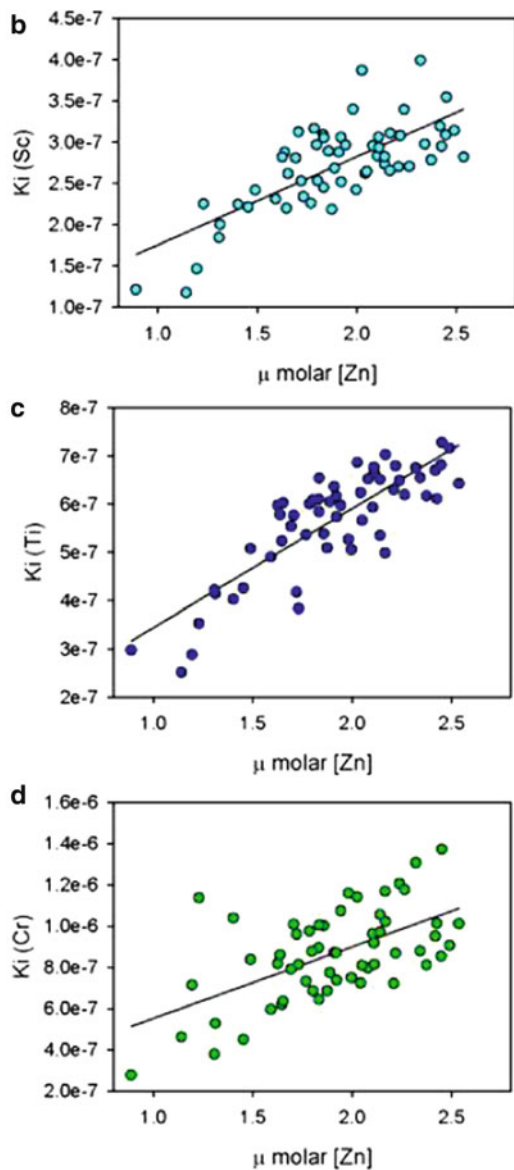 b
4.5e-7
4.0e-7
3.5e-7
3.0e-7
2.5e-7
2.0e-7
1.5e-7
1.0e-7
Ki (Sc)
1.0 1.5 2.0 2.5
μ molar [Zn]
c
8e-7
7e-7
6e-7
5e-7
4e-7
3e-7
2e-7
Ki (Ti)
1.0 1.5 2.0 2.5
μ molar [Zn]
d
1.6e-6
1.4e-6
1.2e-6
1.0e-6
8.0e-7
6.0e-7
4.0e-7
2.0e-7
Ki (Cr)
1.0 1.5 2.0 2.5
μ molar [Zn]